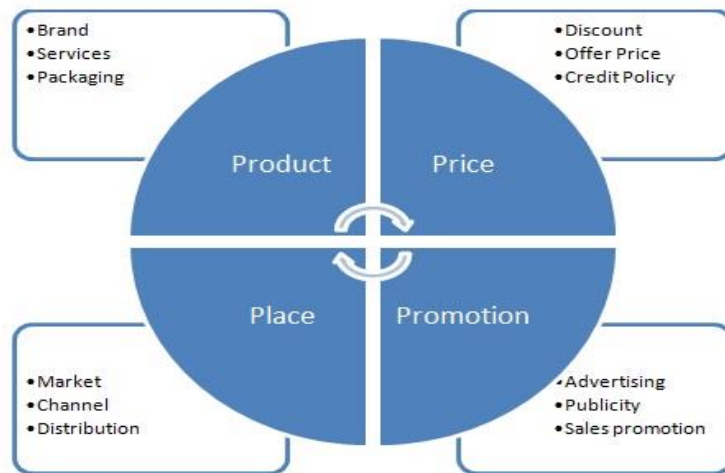 •Brand
•Services
•Packaging
•Discount
•Offer Price
•Credit Policy
Product
Price
Place
Promotion
•Market
•Channel
•Distribution
•Advertising
•Publicity
•Sales promotion